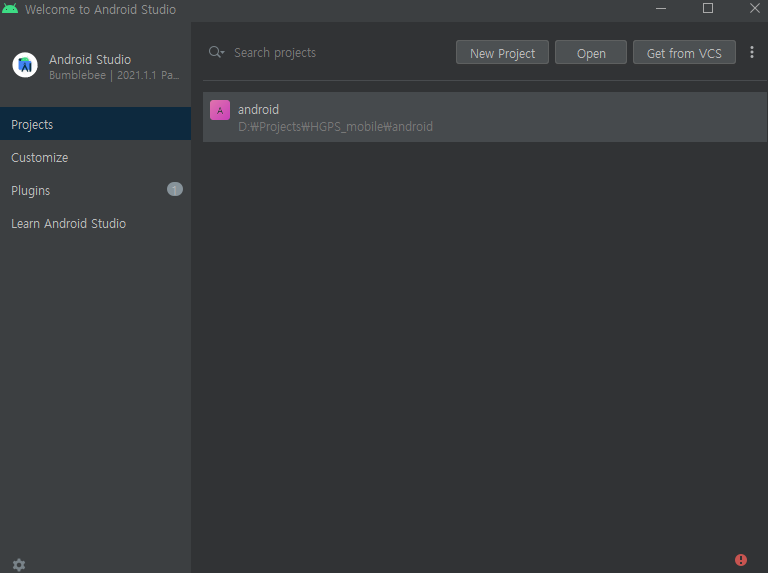 Welcome to Android Studio
Android Studio
Bumblebee | 2021.1.1 Pa...
Search projects
New Project
Open
Get from VCS
Projects
Customize
Plugins
1
Learn Android Studio
A
android
D:₩Projects₩HGPS_mobile₩android